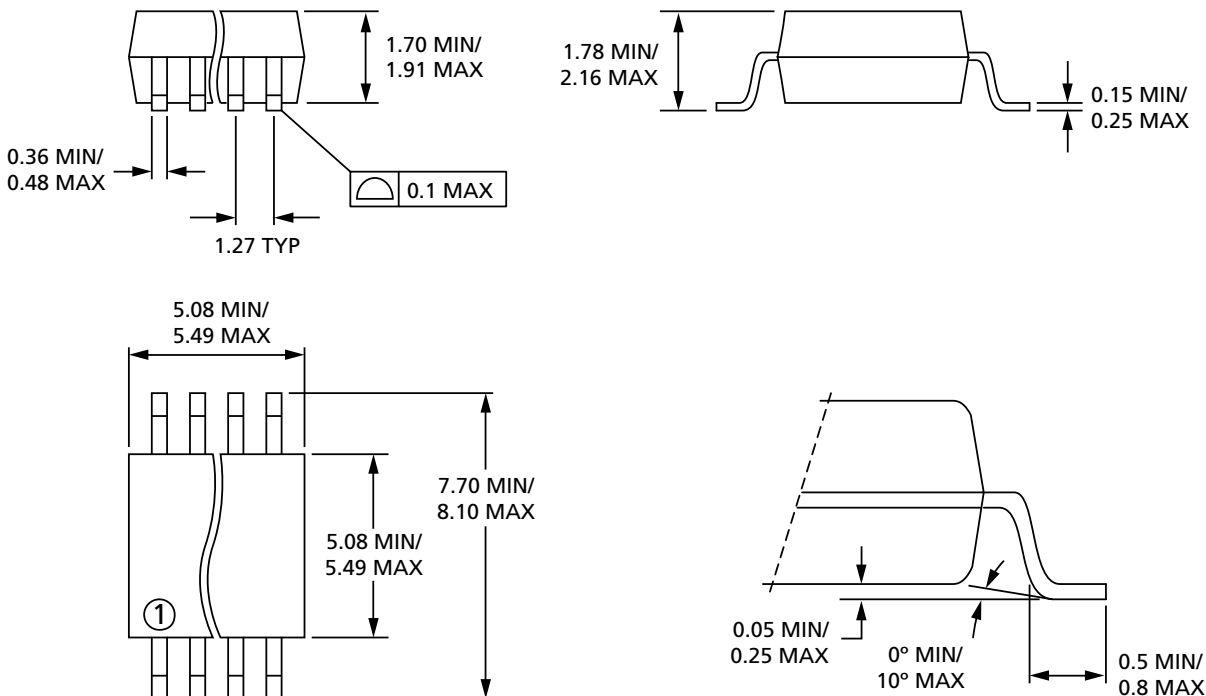 1.70 MIN/
1.91 MAX
1.78 MIN/
2.16 MAX
0.15 MIN/
0.25 MAX
0.36 MIN/
0.48 MAX
0.1 MAX
1.27 TYP
5.08 MIN/
5.49 MAX
7.70 MIN/
8.10 MAX
5.08 MIN/
5.49 MAX
1
0.05 MIN/
0.25 MAX
0º MIN/
10º MAX
0.5 MIN/
0.8 MAX